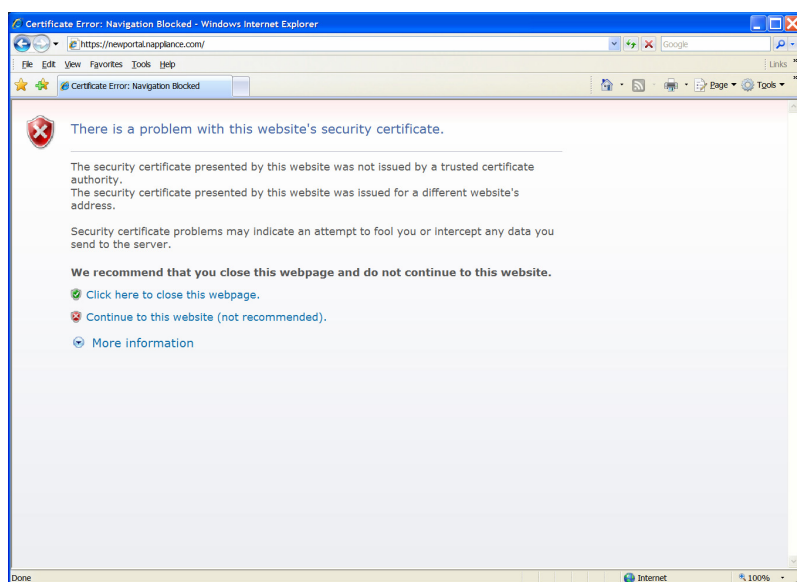 Certificate Error: Navigation Blocked - Windows Internet Explorer
https://newportal.nappliance.com/
Google
File Edit View Favorites Tools Help
Links
Certificate Error: Navigation Blocked
Page Tools
There is a problem with this website's security certificate.
The security certificate presented by this website was not issued by a trusted certificate
authority.
The security certificate presented by this website was issued for a different website's
address.
Security certificate problems may indicate an attempt to fool you or intercept any data you
send to the server.
We recommend that you close this webpage and do not continue to this website.
Click here to close this webpage.
Continue to this website (not recommended).
More information
Done
Internet
100%